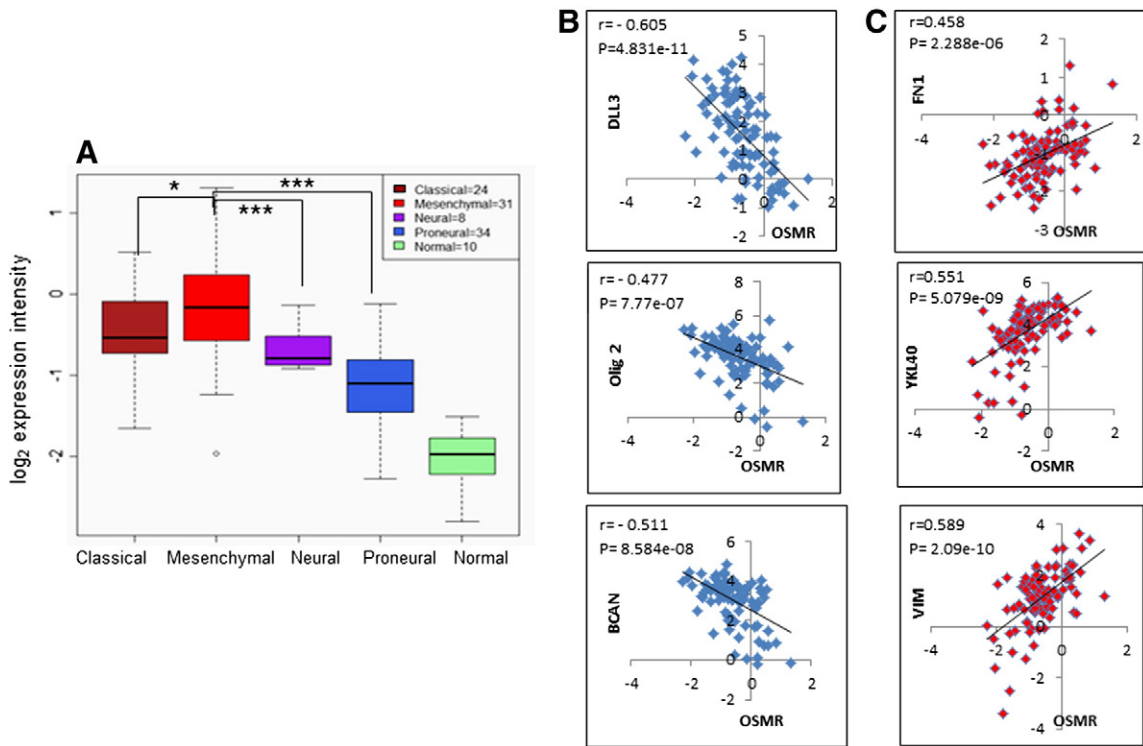 A
log2 expression intensity
1
0
-1
-2
*
***
***
Classical=24
Mesenchymal=31
Neural=8
Proneural=34
Normal=10
Classical
Mesenchymal
Neural
Proneural
Normal
B
r= - 0.605
P=4.831e-11
DLL3
5
4
3
2
1
0
-1
-2
-4
-2
0
2
OSMR
r= - 0.477
P= 7.77e-07
Olig 2
8
6
4
2
0
-2
-4
-2
0
2
OSMR
r= - 0.511
P= 8.584e-08
BCAN
6
4
2
0
-2
-4
-2
0
2
OSMR
C
r=0.458
P= 2.288e-06
FN1
2
1
0
-1
-2
-3
-4
-2
0
2
OSMR
r=0.551
P= 5.079e-09
YKL40
6
4
2
0
-2
-4
-2
0
2
OSMR
r=0.589
P= 2.09e-10
VIM
4
2
0
-2
-4
-4
-2
0
2
OSMR